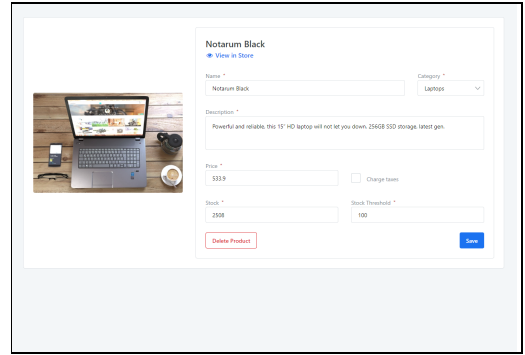 Notarum Black
View in Store
Name *
Category *
Notarum Black
Laptops
Description *
Powerful and reliable, this 15" HD laptop will not let you down. 256GB SSD storage, latest gen.
Price *
533.9
Charge taxes
Stock *
Stock Threshold *
2508
100
Delete Product
Save